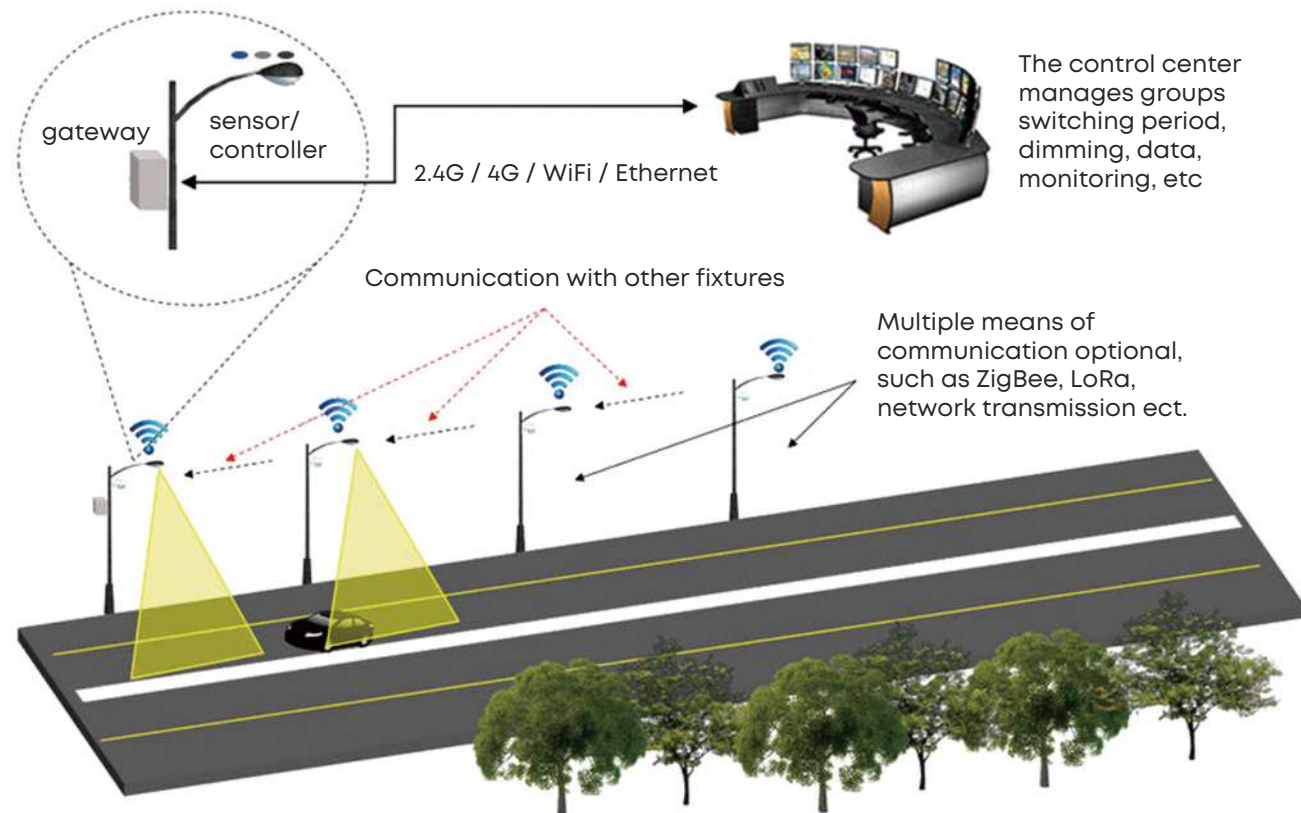 gateway
sensor/
controller
2.4G / 4G / WiFi / Ethernet
The control center
manages groups
switching period,
dimming, data,
monitoring, etc
Communication with other fixtures
Multiple means of
communication optional,
such as ZigBee, LoRa,
network transmission ect.